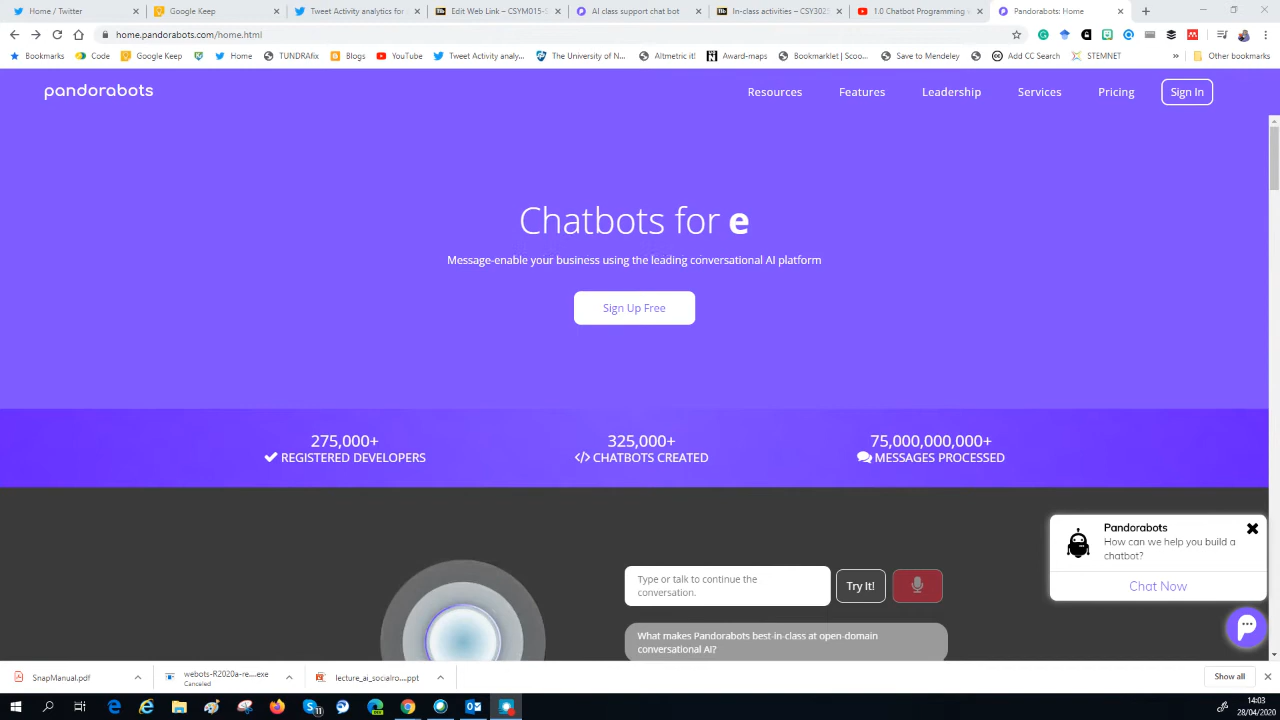 Home / Twitter
Google Keep
Tweet Activity analytics for
Edit Web Link – CSYM015-
AI class support chat bot
In-class activities – CSY302
1.0 Chatbot Programming
Pandorabots: Home
home.pandorabots.com/home.html
Bookmarks
Code
Google Keep
Home
TUNDRAfix
Blogs
YouTube
Tweet Activity analy...
The University of N...
Altmetric it!
Award-maps
Bookmarklet | Scoo...
Save to Mendeley
Add CC Search
STEMNET
»
Other bookmarks
pandorabots
Resources
Features
Leadership
Services
Pricing
Sign In
Chatbots for e
Message-enable your business using the leading conversational AI platform
Sign Up Free
275,000+
REGISTERED DEVELOPERS
325,000+
</> CHATBOTS CREATED
75,000,000,000+
MESSAGES PROCESSED
Pandorabots
How can we help you build a
chatbot?
Chat Now
Type or talk to continue the
conversation.
Try It!
What makes Pandorabots best-in-class at open-domain
conversational AI?
SnapManual.pdf
webots-R2020a-re....exe
Canceled
lecture_ai_socialro....ppt
Show all
14:03
28/04/2020